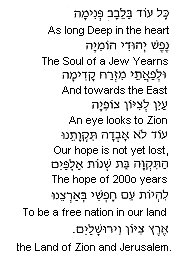 כָּל עוֹד בַּלֵּבָב פְּנִימָה
As long Deep in the heart
נֶפֶשׁ יְהוּדִי הוֹמִיָּה
The Soul of a Jew Yearns
וּלְפַאֲתֵי מִזְרַח קָדִימָה
And towards the East
עַיִן לְצִיּוֹן צוֹפִיָּה
An eye looks to Zion
עוֹד לֹא אָבְדָה תִּקְוָתֵנוּ
Our hope is not yet lost,
הַתִּקְוָה בַּת שְׁנוֹת אַלְפַּיִם
The hope of 200o years
לִהְיוֹת עַם חָפְשִׁי בְּאַרְצֵנוּ
To be a free nation in our land
אֶרֶץ צִיּוֹן וִירוּשָׁלַיִם.
the Land of Zion and Jerusalem.